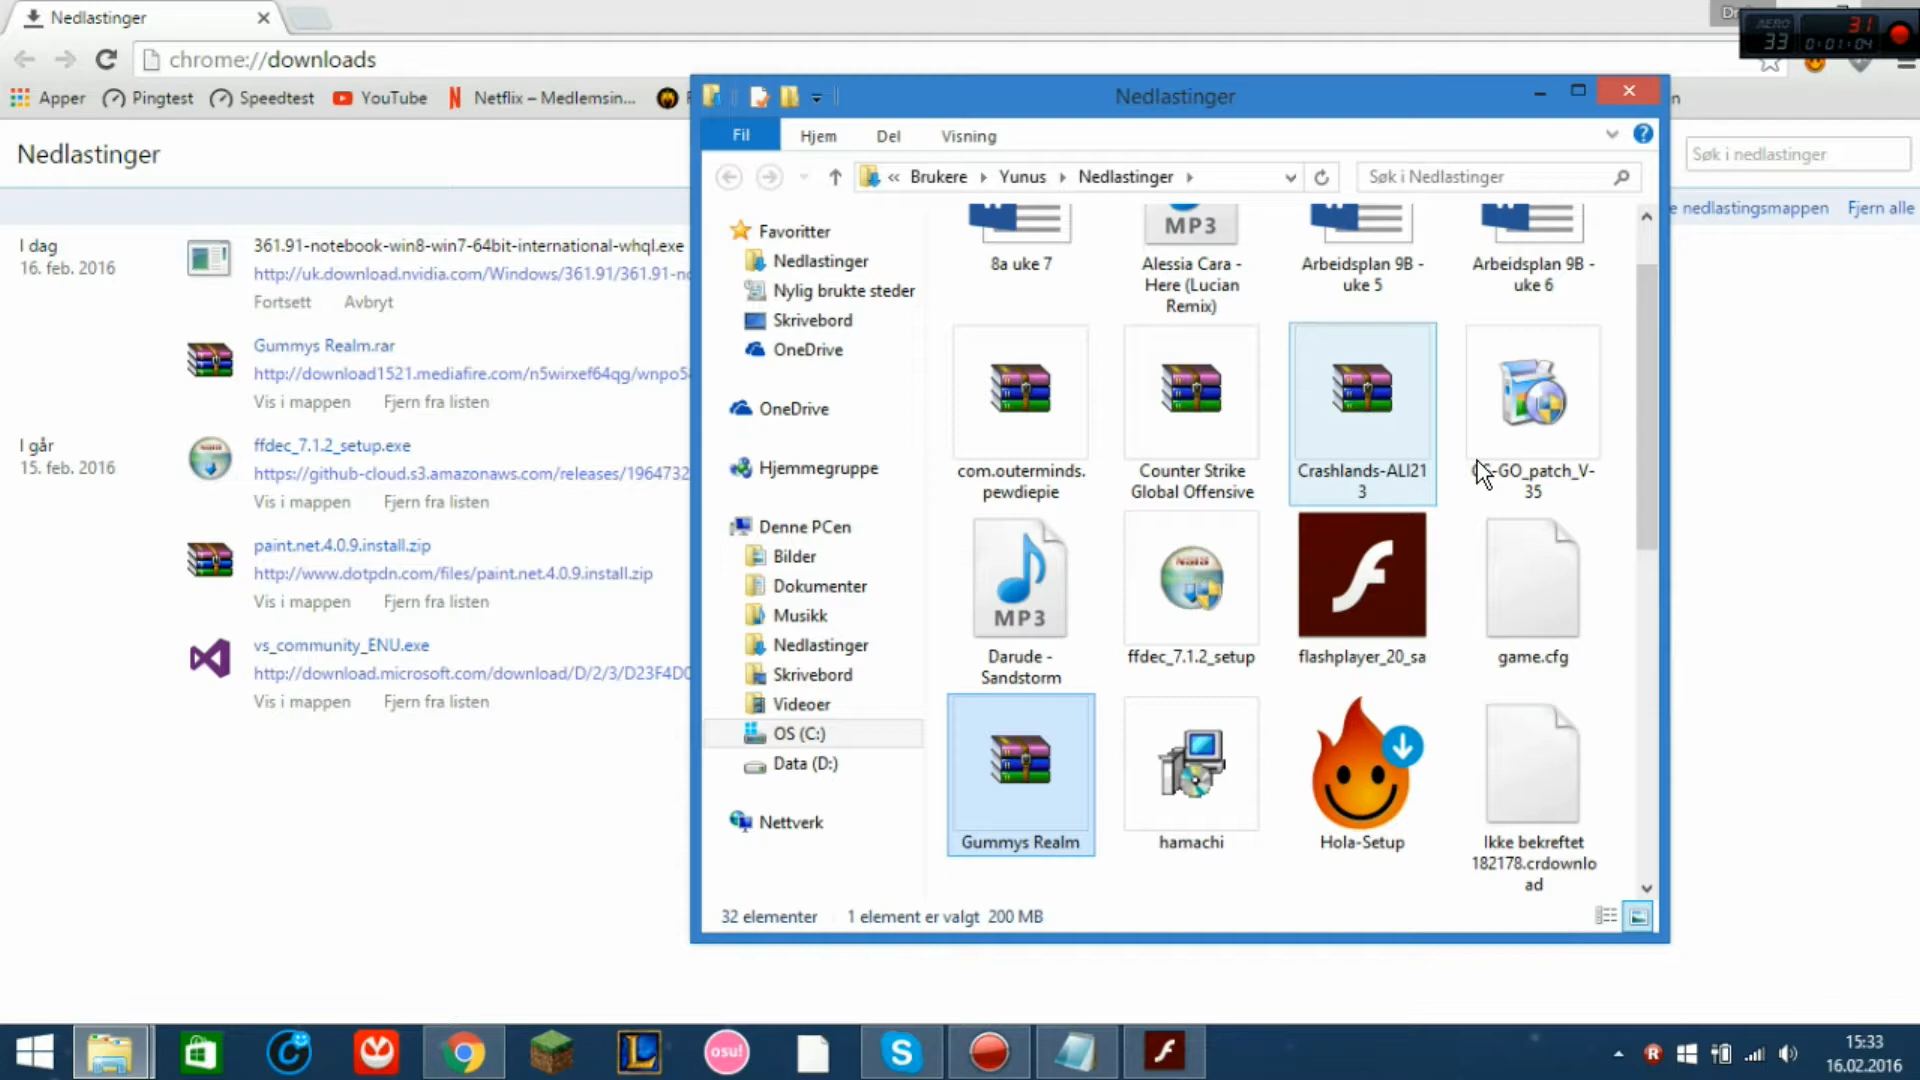 Nedlastinger
AERO
33
31
0:01:04
chrome://downloads
Apper
Pingtest
Speedtest
YouTube
Netflix – Medlemsin...
Nedlastinger
Søk i nedlastinger
nedlastingsmappen
Fjern alle
I dag
16. feb. 2016
361.91-notebook-win8-win7-64bit-international-whql.exe
http://uk.download.nvidia.com/Windows/361.91/361.91-no
Fortsett
Avbryt
Gummys Realm.rar
http://download1521.mediafire.com/n5wirxef64qg/wnpo5
Vis i mappen
Fjern fra listen
I går
15. feb. 2016
ffdec_7.1.2_setup.exe
https://github-cloud.s3.amazonaws.com/releases/1964732
Vis i mappen
Fjern fra listen
paint.net.4.0.9.install.zip
http://www.dotpdn.com/files/paint.net.4.0.9.install.zip
Vis i mappen
Fjern fra listen
vs_community_ENU.exe
http://download.microsoft.com/download/D/2/3/D23F4D0
Vis i mappen
Fjern fra listen
Nedlastinger
Fil
Hjem
Del
Visning
« Brukere
Yunus
Nedlastinger
Søk i Nedlastinger
Favoritter
Nedlastinger
Nylig brukte steder
Skrivebord
OneDrive
OneDrive
Hjemmegruppe
Denne PCen
Bilder
Dokumenter
Musikk
Nedlastinger
Skrivebord
Videoer
OS (C:)
Data (D:)
Nettverk
8a uke 7
MP3
Alessia Cara -
Here (Lucian
Remix)
Arbeidsplan 9B -
uke 5
Arbeidsplan 9B -
uke 6
com.outerminds.
pewdiepie
Counter Strike
Global Offensive
Crashlands-ALI21
3
-GO_patch_V-
35
MP3
Darude -
Sandstorm
ffdec_7.1.2_setup
flashplayer_20_sa
game.cfg
Gummys Realm
hamachi
Hola-Setup
Ikke bekreftet
182178.crdownlo
ad
32 elementer
1 element er valgt 200 MB
osu!
15:33
16.02.2016